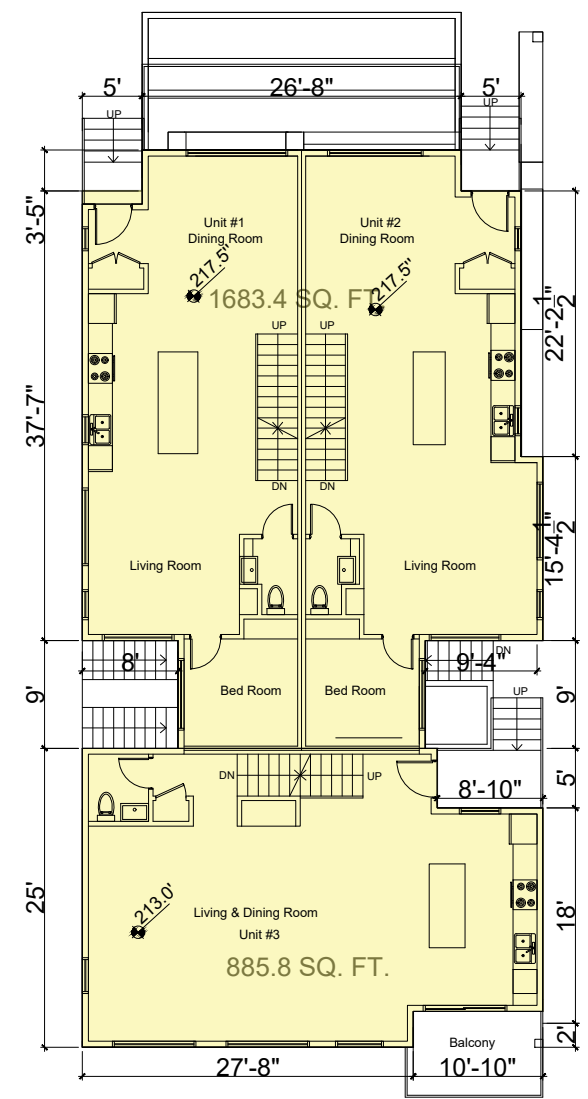 5'
26'-8"
5'
UP
UP
3'-5"
Unit #1
Dining Room
Unit #2
Dining Room
217.5"
217.5"
1683.4 SQ. FT.
22'-2 1/2"
UP
UP
37'-7"
DN
DN
15'-4 1/2"
Living Room
Living Room
8'
DN
9'-4"
9'
Bed Room
Bed Room
UP
9'
DN
UP
8'-10"
5'
213.0'
Living & Dining Room
Unit #3
25'
18'
885.8 SQ. FT.
2'
Balcony
27'-8"
10'-10"